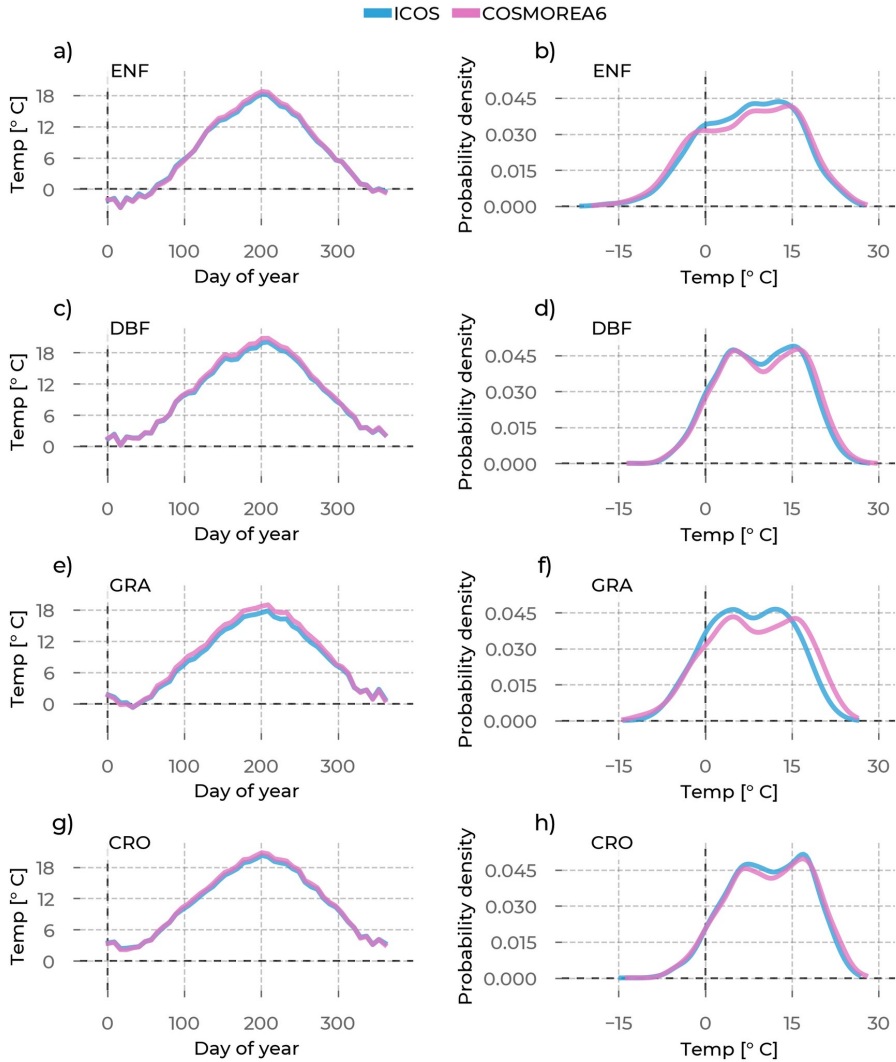 ICOS COSMOREA6
a) b)
ENF ENF
18
12
6
0
Temp [° C]
0 100 200 300
Day of year
0.045
0.030
0.015
0.000
Probability density
−15 0 15 30
Temp [° C]
c) d)
DBF DBF
18
12
6
0
Temp [° C]
0 100 200 300
Day of year
0.045
0.030
0.015
0.000
Probability density
−15 0 15 30
Temp [° C]
e) f)
GRA GRA
18
12
6
0
Temp [° C]
0 100 200 300
Day of year
0.045
0.030
0.015
0.000
Probability density
−15 0 15 30
Temp [° C]
g) h)
CRO CRO
18
12
6
0
Temp [° C]
0 100 200 300
Day of year
0.045
0.030
0.015
0.000
Probability density
−15 0 15 30
Temp [° C]